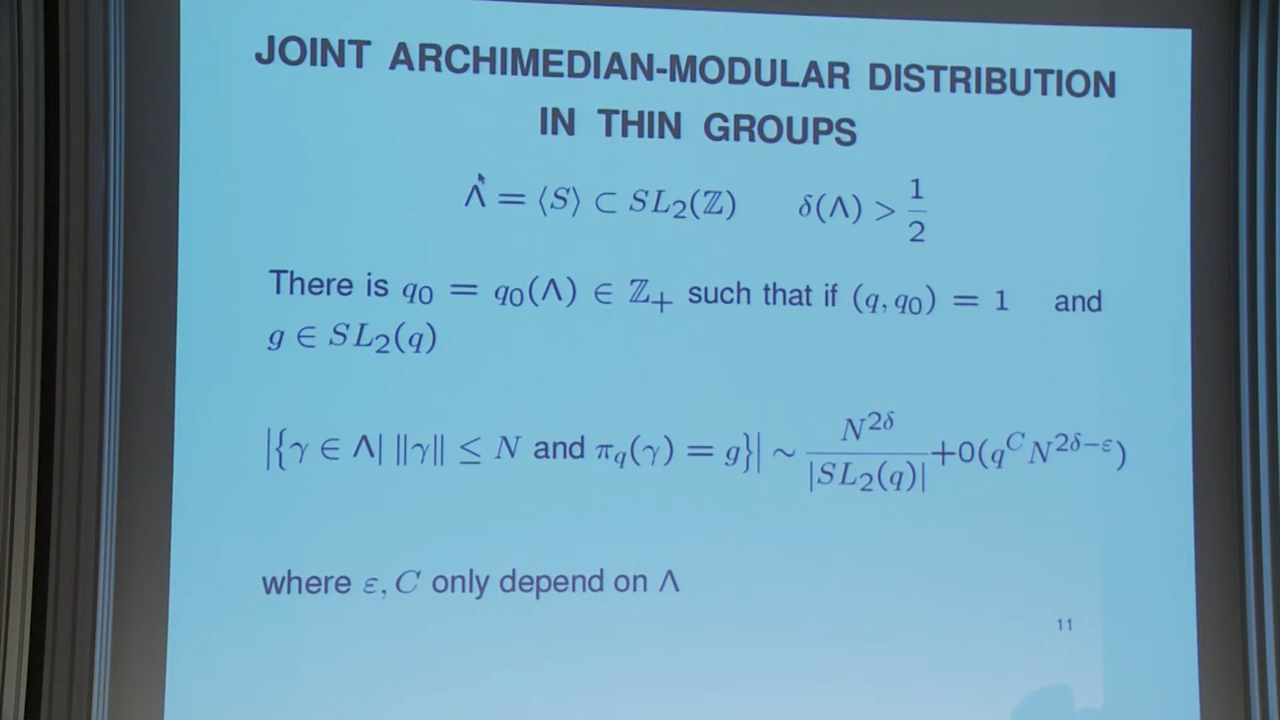 JOINT ARCHIMEDIAN-MODULAR DISTRIBUTION
IN THIN GROUPS
Λ = ⟨S⟩ ⊂ SL₂(ℤ) δ(Λ) > 1/2
There is q₀ = q₀(Λ) ∈ ℤ₊ such that if (q, q₀) = 1 and
g ∈ SL₂(q)
|{γ ∈ Λ| ||γ|| ≤ N and π_q(γ) = g}| ∼ N^{2δ}/|SL₂(q)| +0(q^C N^{2δ−ε})
where ε, C only depend on Λ
11